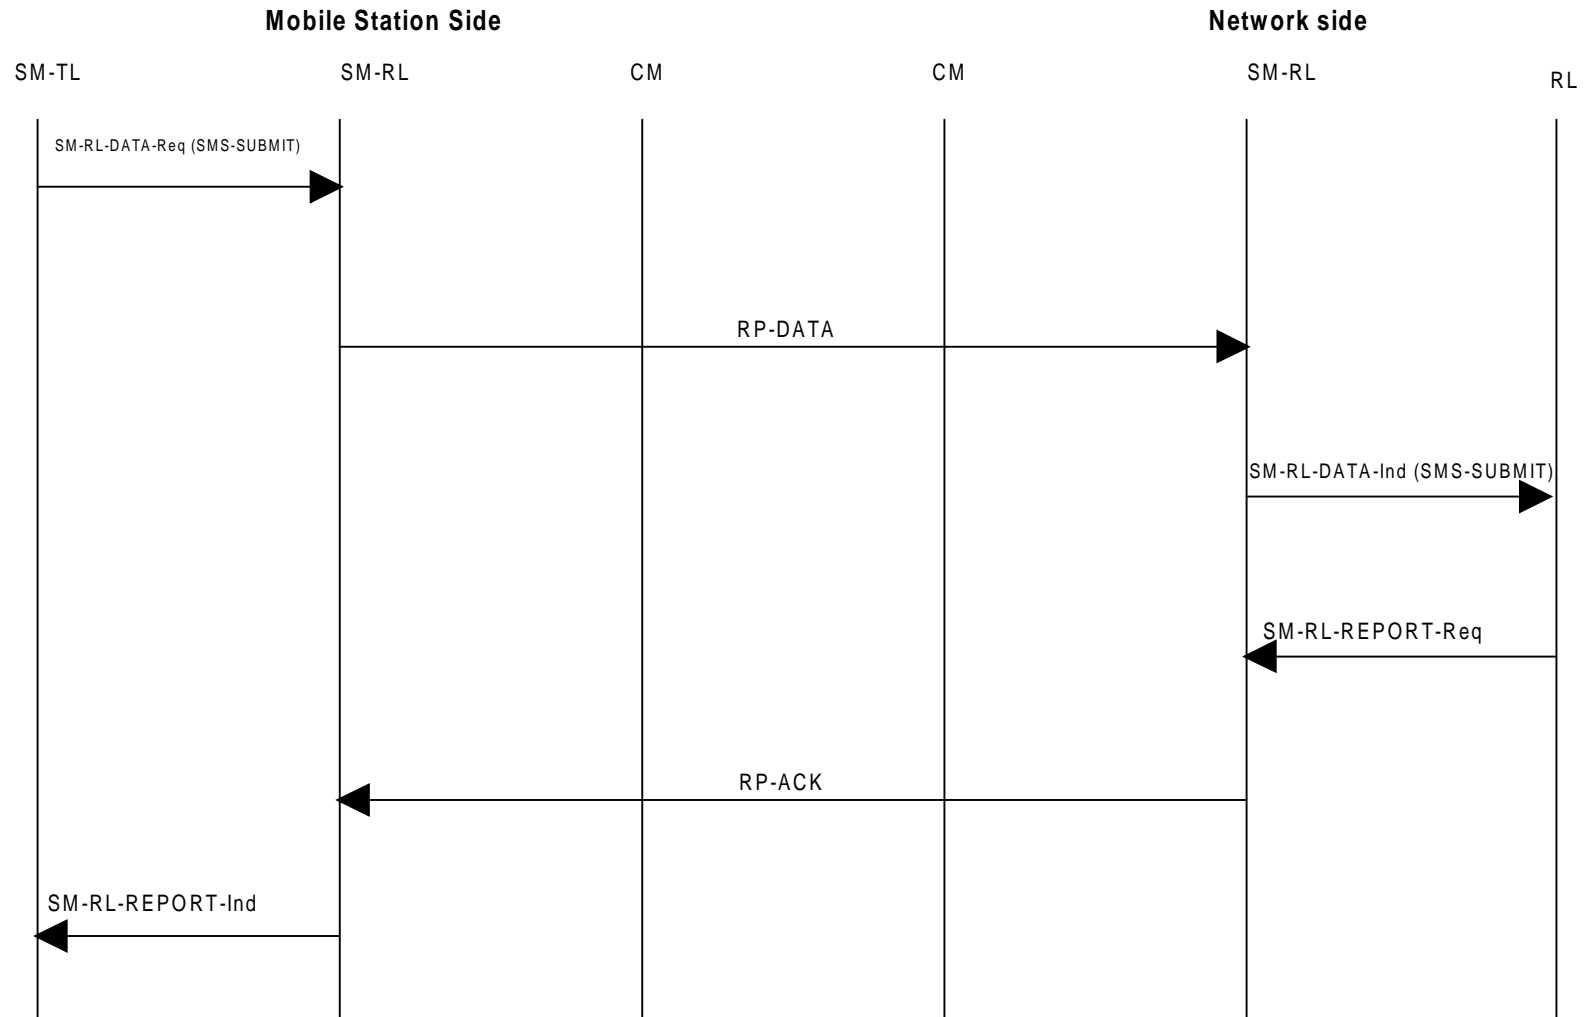 Mobile Station Side
Network side
SM-TL
SM-RL
CM
CM
SM-RL
RL
SM-RL-DATA-Req (SMS-SUBMIT)
RP-DATA
SM-RL-DATA-Ind (SMS-SUBMIT)
SM-RL-REPORT-Req
RP-ACK
SM-RL-REPORT-Ind